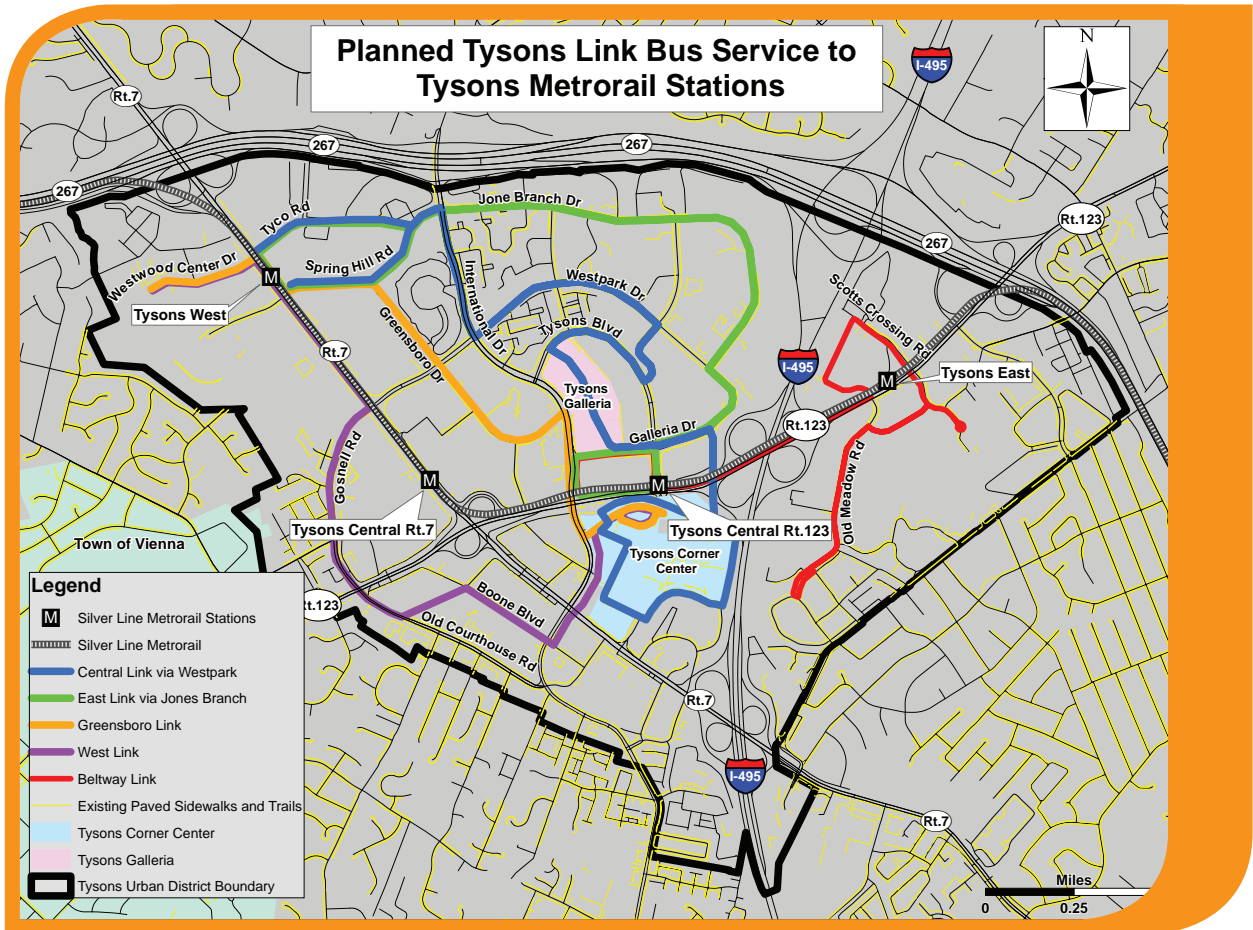 Planned Tysons Link Bus Service to
Tysons Metrorail Stations
N
I-495
Rt.7
267
267
267
Rt.123
267
Jone Branch Dr
Tyco Rd
Westwood Center Dr
Spring Hill Rd
International Dr
Westpark Dr
Scotts Crossing Rd
Tysons West
M
Greensboro Dr
Tysons Blvd
Rt.7
I-495
M
Tysons East
Tysons
Galleria
Rt.123
Galleria Dr
Gosnell Rd
M
M
Old Meadow Rd
Tysons Central Rt.7
Tysons Central Rt.123
Town of Vienna
Tysons Corner
Center
Boone Blvd
Rt.123
Old Courthouse Rd
Rt.7
I-495
Rt.7
Legend
M Silver Line Metrorail Stations
Silver Line Metrorail
Central Link via Westpark
East Link via Jones Branch
Greensboro Link
West Link
Beltway Link
Existing Paved Sidewalks and Trails
Tysons Corner Center
Tysons Galleria
Tysons Urban District Boundary
Miles
0 0.25